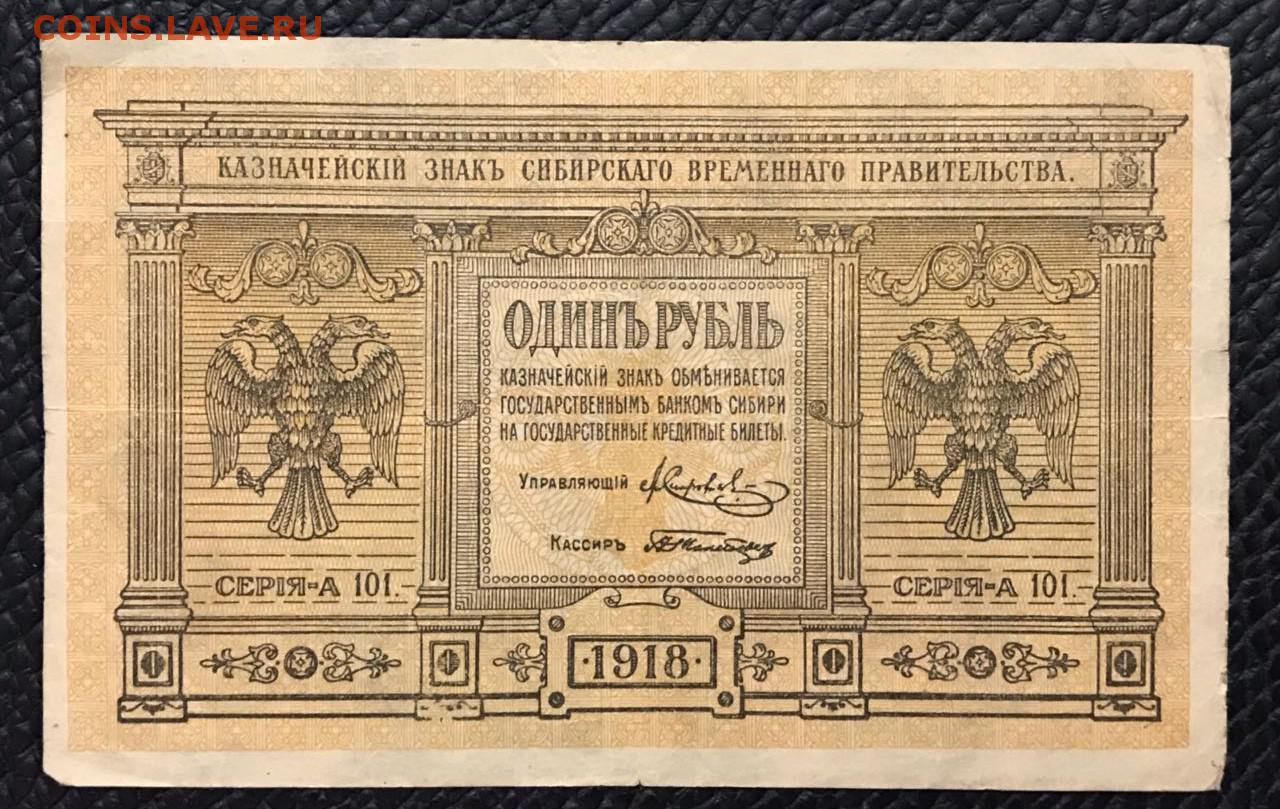 COINS.LAVE.RU
КАЗНАЧЕЙСКІЙ ЗНАКЪ СИБИРСКАГО ВРЕМЕННАГО ПРАВИТЕЛЬСТВА.
ОДИНЪ РУБЛЬ
КАЗНАЧЕЙСКІЙ ЗНАКЪ ОБМѢНИВАЕТСЯ
ГОСУДАРСТВЕННЫМЪ БАНКОМЪ СИБИРИ
НА ГОСУДАРСТВЕННЫЕ КРЕДИТНЫЕ БИЛЕТЫ.
УПРАВЛЯЮЩІЙ
КАССИРЪ
СЕРІЯ-А 101.
СЕРІЯ-А 101.
·1918·